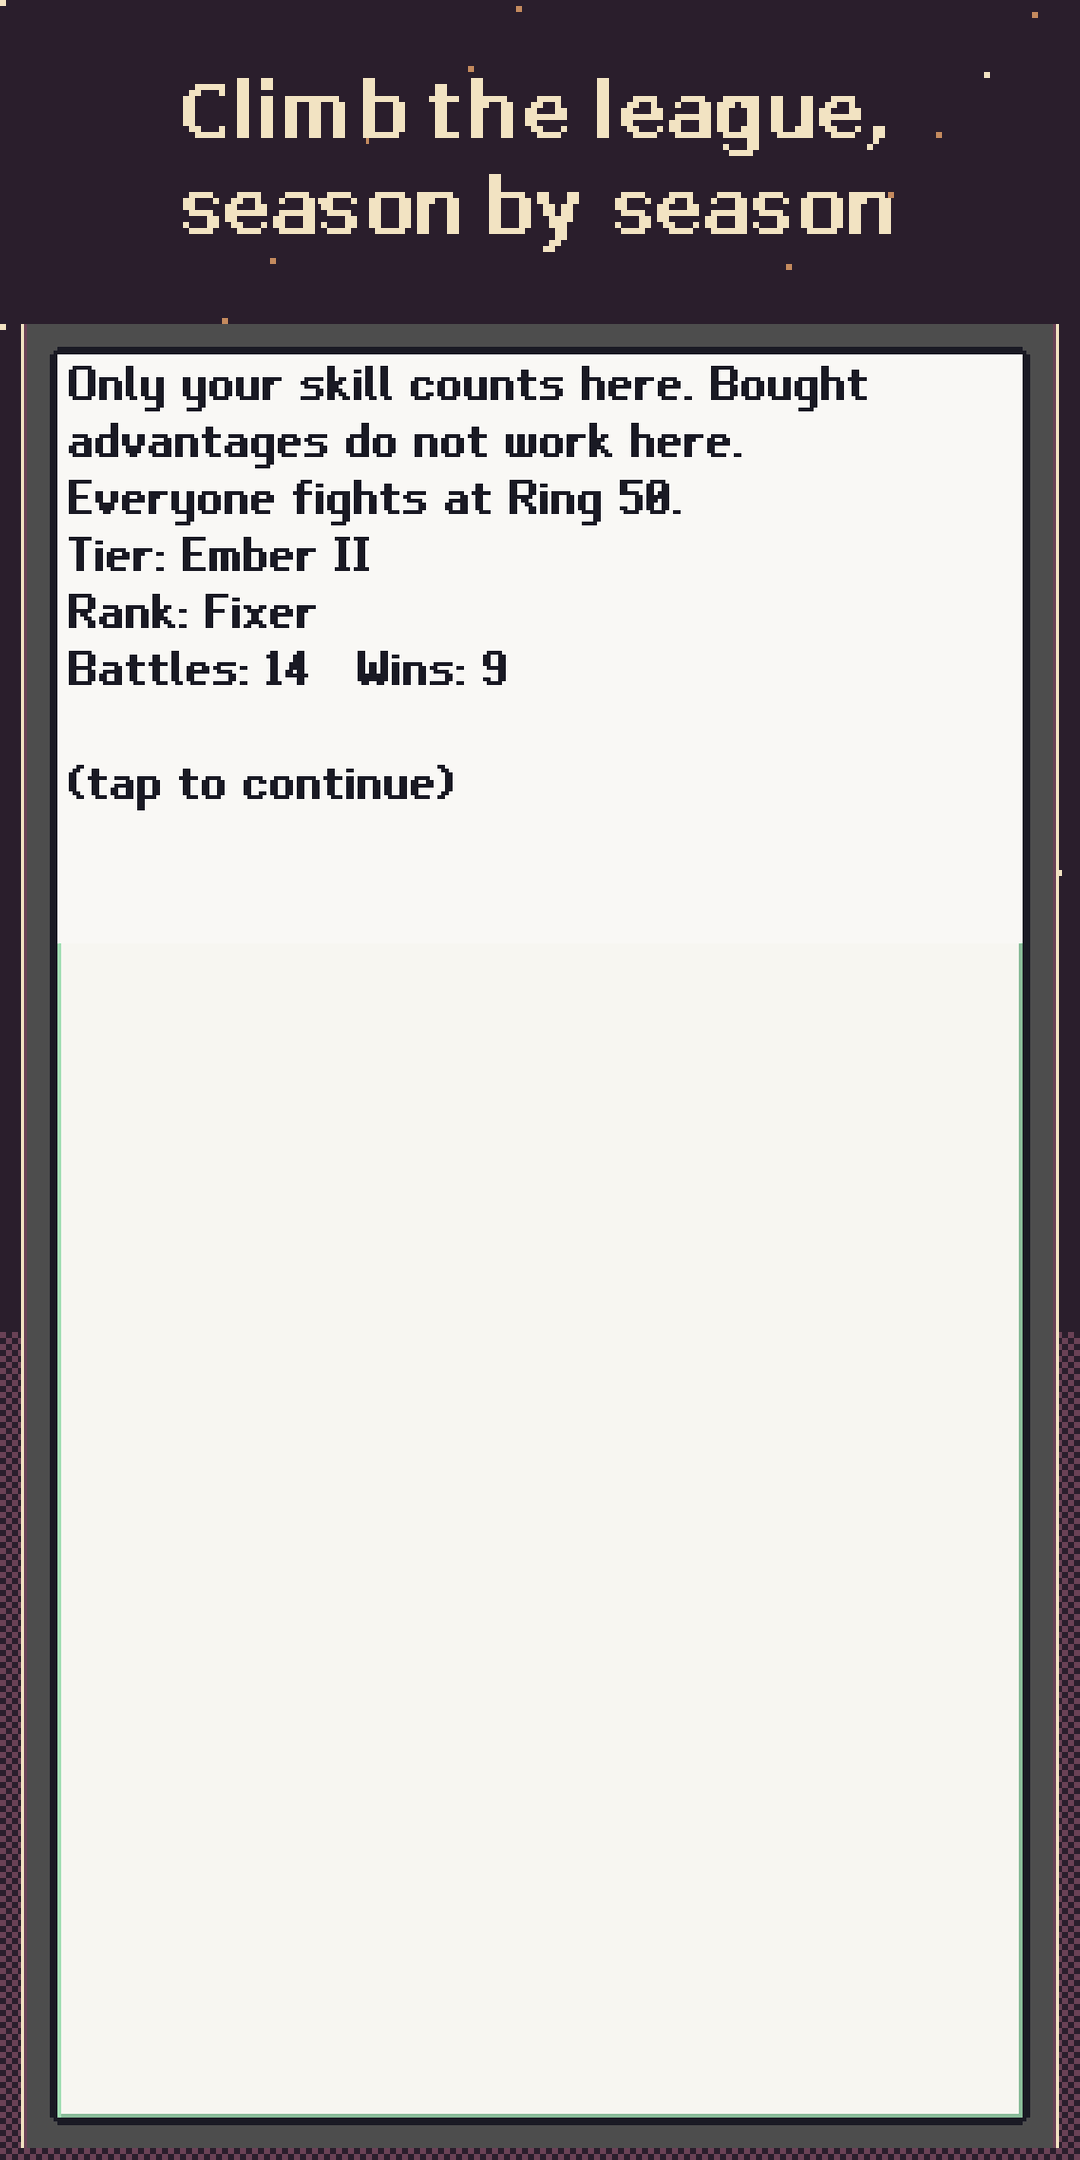 Climb the league,
season by season
Only your skill counts here. Bought
advantages do not work here.
Everyone fights at Ring 50.
Tier: Ember II
Rank: Fixer
Battles: 14   Wins: 9
(tap to continue)